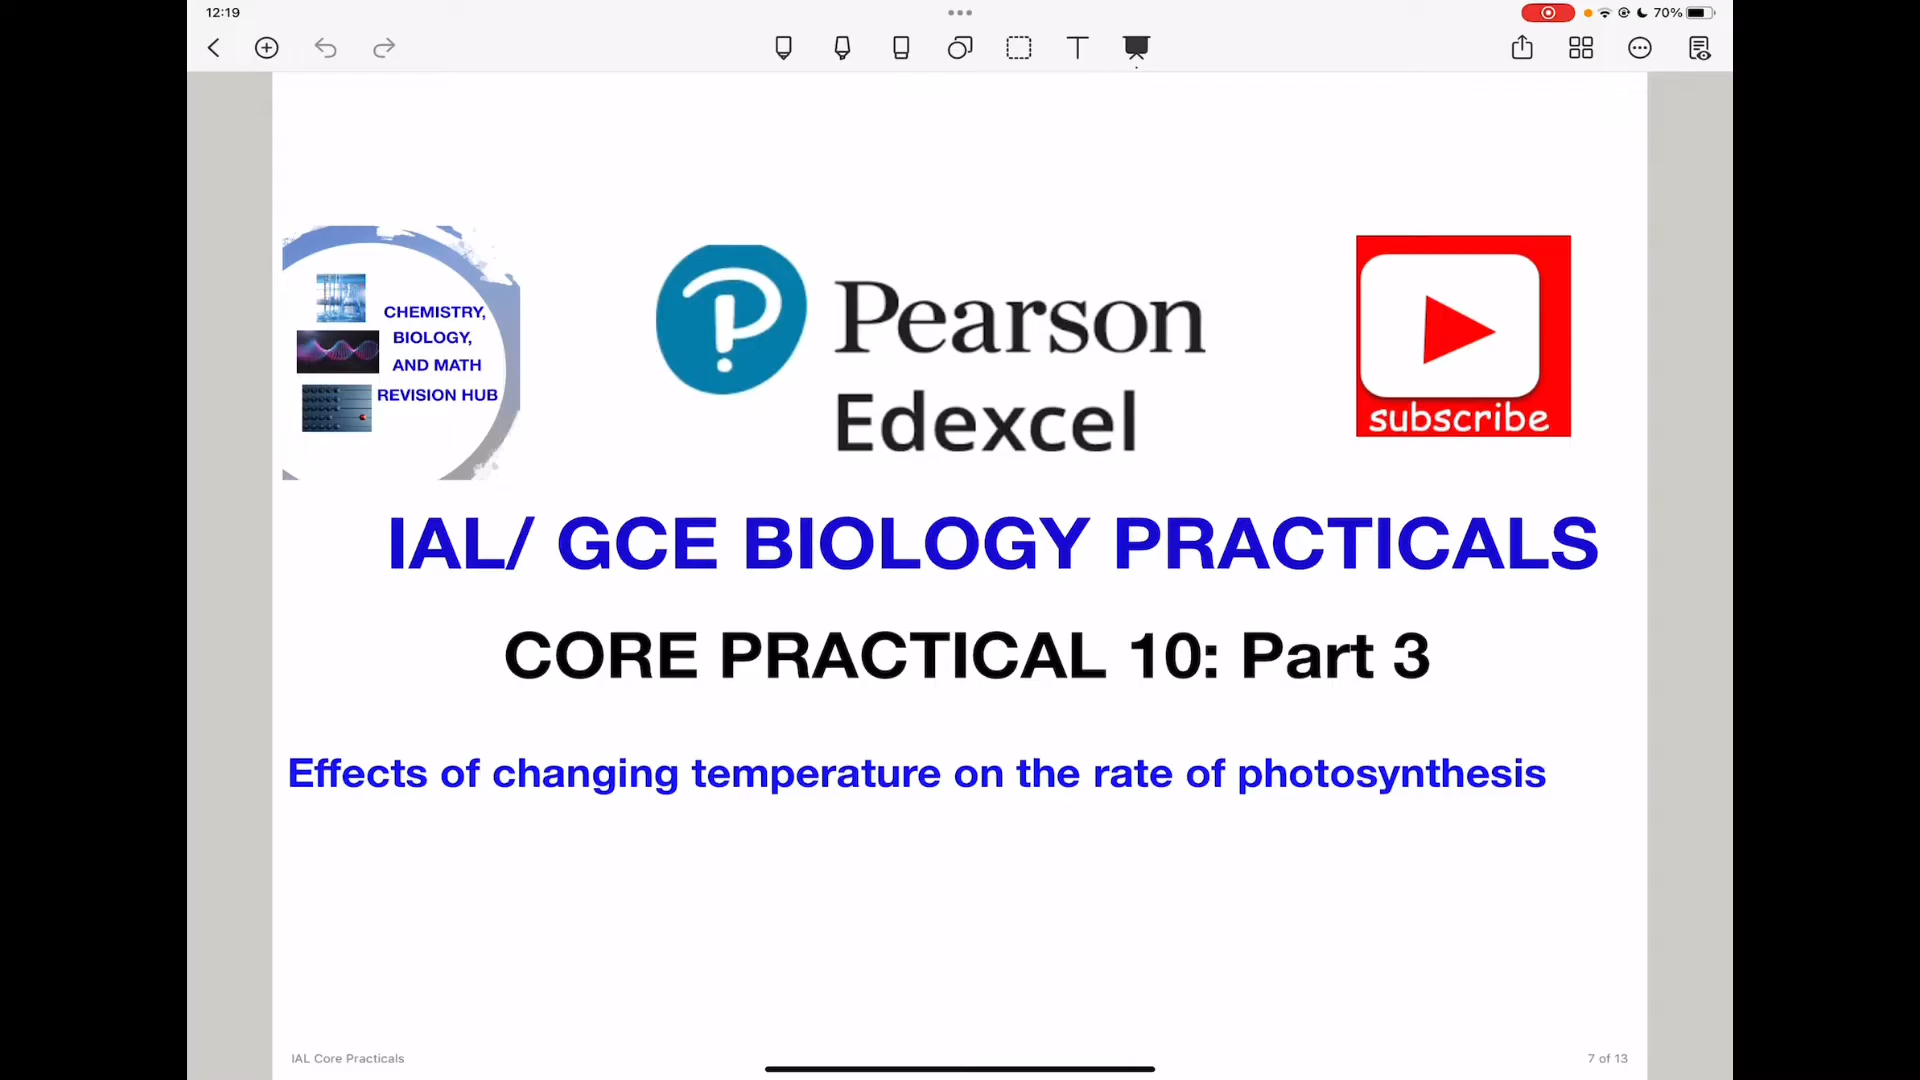 12:19
70%
CHEMISTRY,
BIOLOGY,
AND MATH
REVISION HUB
Pearson
Edexcel
subscribe
IAL/ GCE BIOLOGY PRACTICALS
CORE PRACTICAL 10: Part 3
Effects of changing temperature on the rate of photosynthesis
IAL Core Practicals
7 of 13